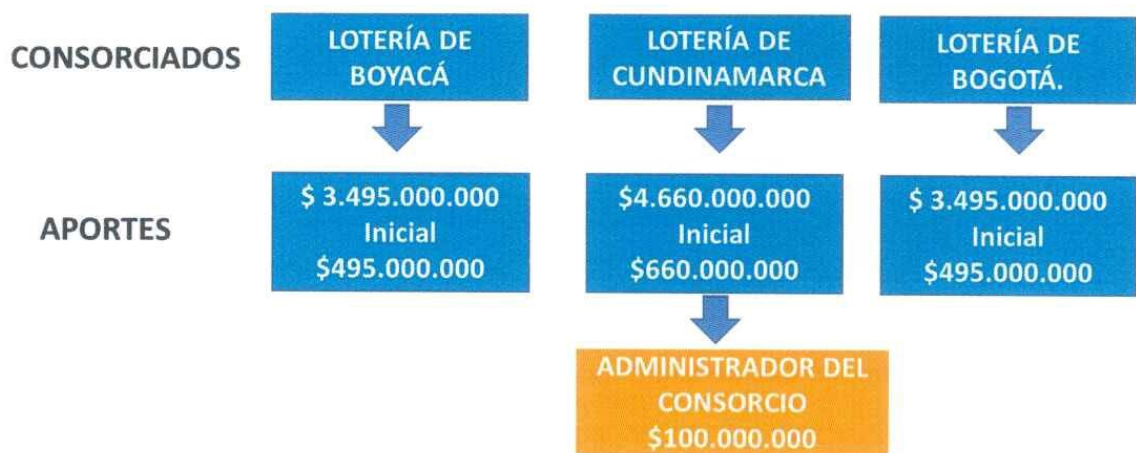 CONSORCIADOS
LOTERÍA DE
BOYACÁ
LOTERÍA DE
CUNDINAMARCA
LOTERÍA DE
BOGOTÁ.
APORTES
$ 3.495.000.000
Inicial
$495.000.000
$4.660.000.000
Inicial
$660.000.000
$ 3.495.000.000
Inicial
$495.000.000
ADMINISTRADOR DEL
CONSORCIO
$100.000.000